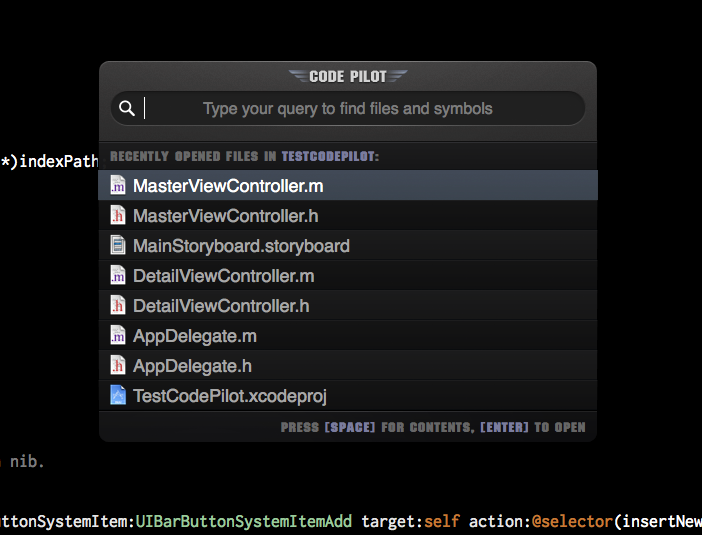 CODE PILOT
Type your query to find files and symbols
*)indexPath
RECENTLY OPENED FILES IN TESTCODEPILOT:
.m MasterViewController.m
.h MasterViewController.h
MainStoryboard.storyboard
.m DetailViewController.m
.h DetailViewController.h
.m AppDelegate.m
.h AppDelegate.h
TestCodePilot.xcodeproj
PRESS [SPACE] FOR CONTENTS, [ENTER] TO OPEN
nib.
ttonSystemItem:UIBarButtonSystemItemAdd target:self action:@selector(insertNew